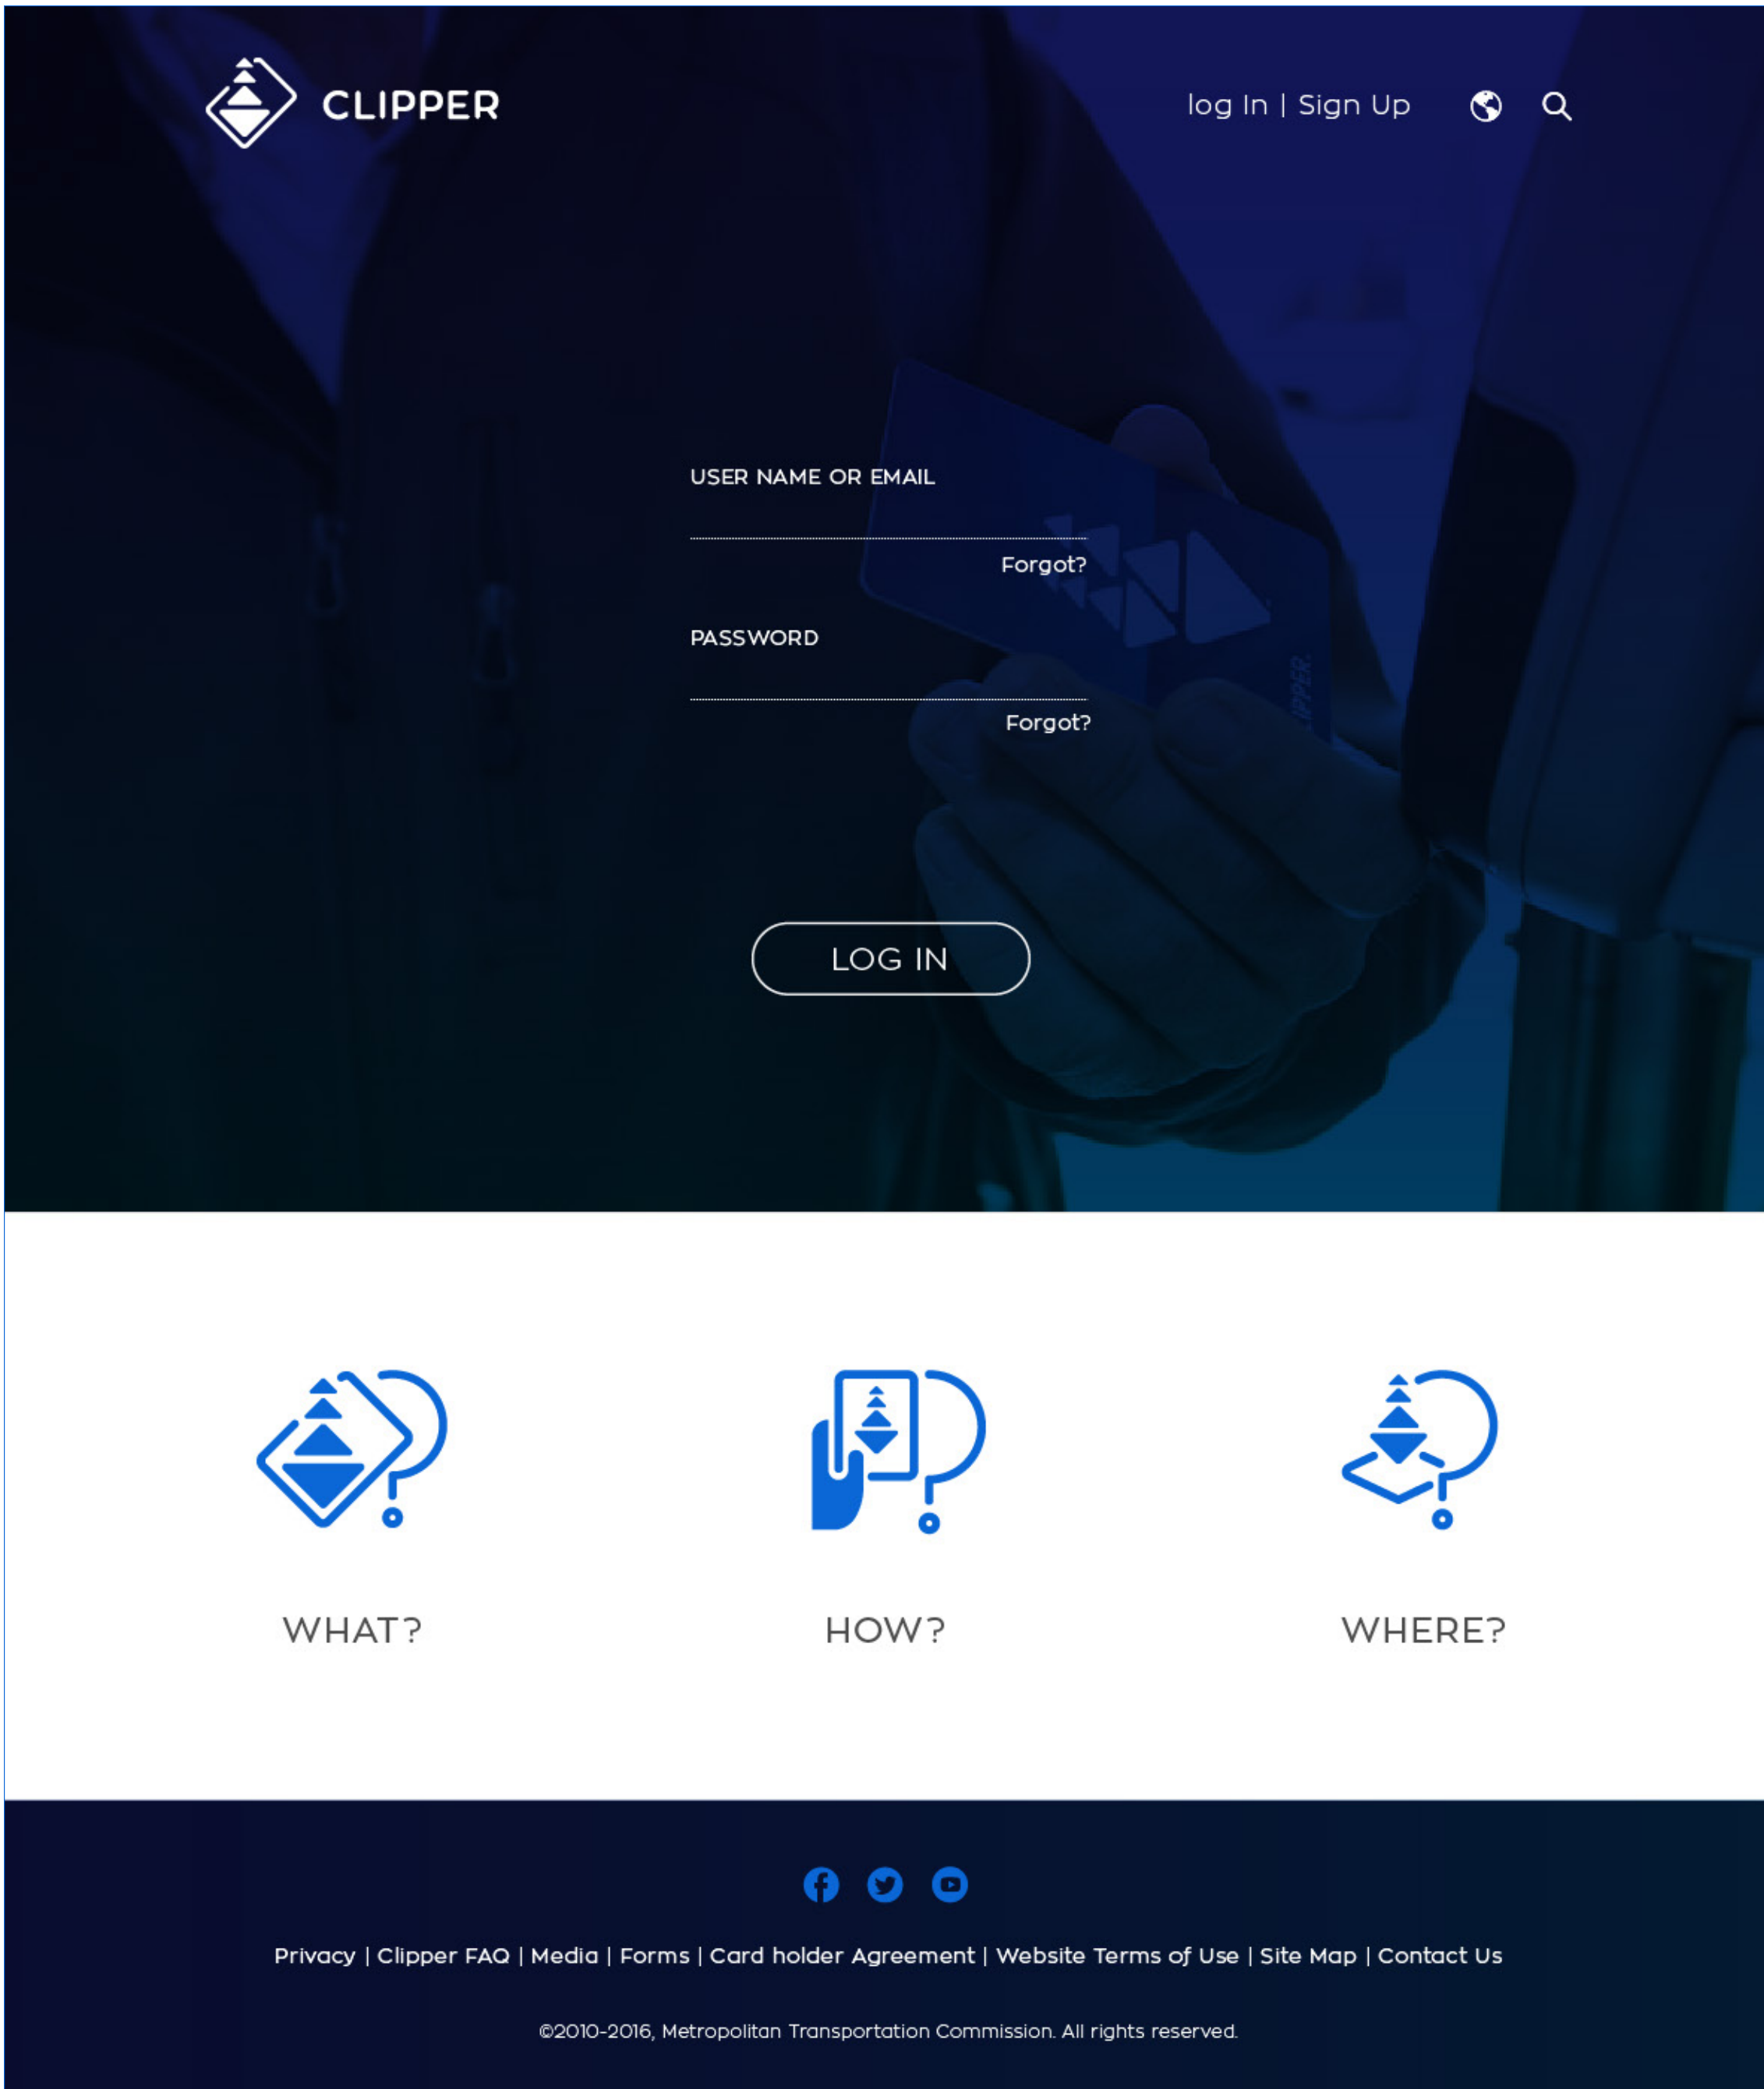 CLIPPER
log In | Sign Up
USER NAME OR EMAIL
Forgot?
PASSWORD
Forgot?
LOG IN
WHAT?
HOW?
WHERE?
Privacy | Clipper FAQ | Media | Forms | Card holder Agreement | Website Terms of Use | Site Map | Contact Us
©2010-2016, Metropolitan Transportation Commission. All rights reserved.